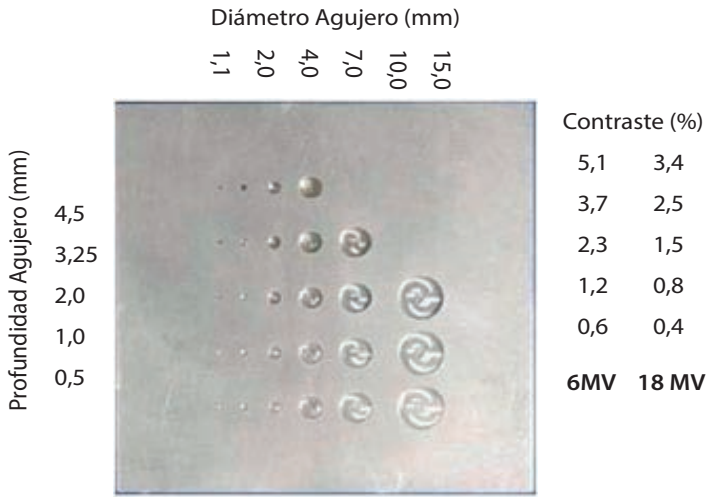 Diámetro Agujero (mm)
1,1 2,0 4,0 7,0 10,0 15,0
Profundidad Agujero (mm)
4,5
3,25
2,0
1,0
0,5
Contraste (%)
5,1 3,4
3,7 2,5
2,3 1,5
1,2 0,8
0,6 0,4
6MV 18 MV